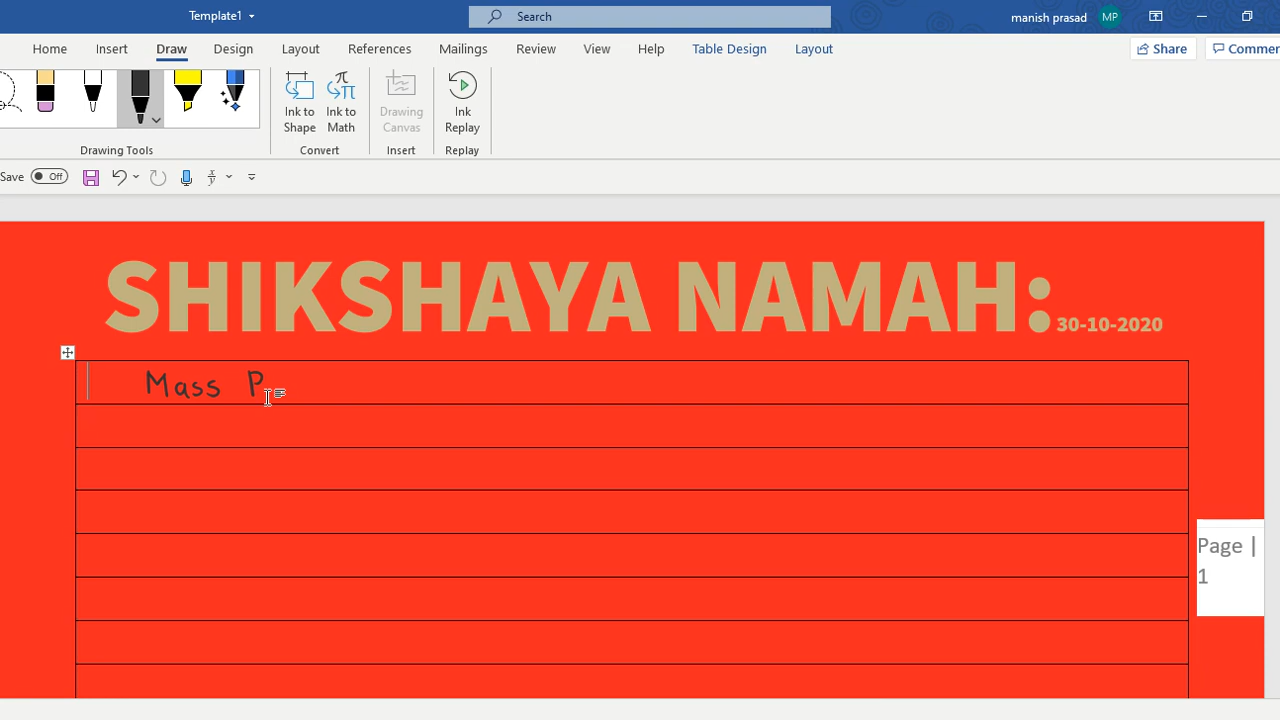 Template1
Search
manish prasad MP
Home Insert Draw Design Layout References Mailings Review View Help Table Design Layout Share
Ink to Shape
Ink to Math
Drawing Canvas
Ink Replay
Drawing Tools Convert Insert Replay
Save Off
SHIKSHAYA NAMAH: 30-10-2020
Mass P
Page |
1